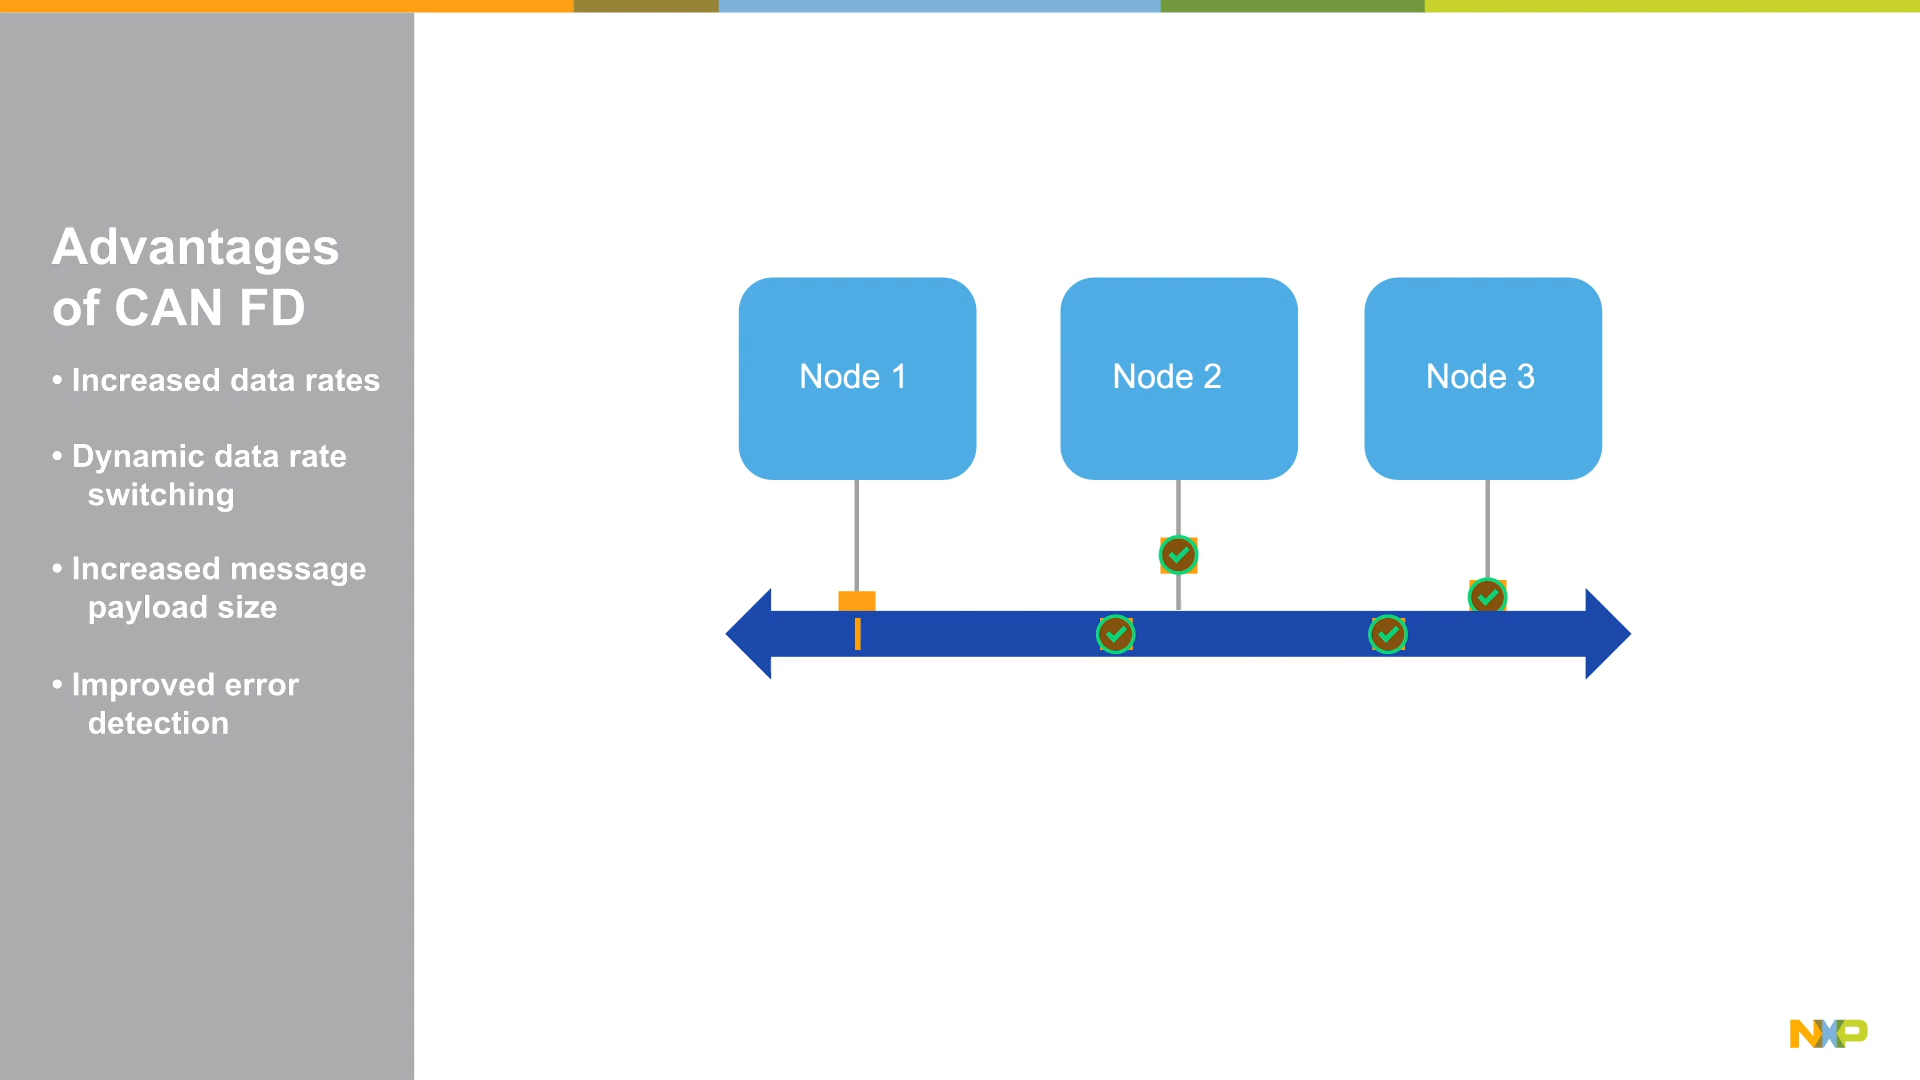 Advantages
of CAN FD
• Increased data rates
• Dynamic data rate
switching
• Increased message
payload size
• Improved error
detection
Node 1
Node 2
Node 3
NXP